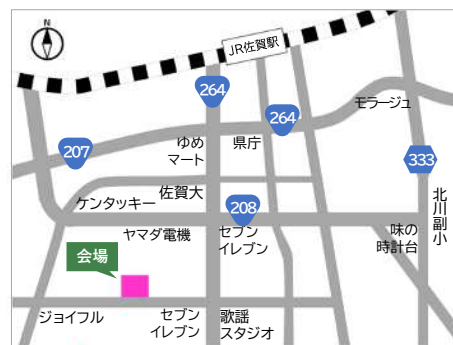 JR佐賀駅
264
264
モラージュ
207
ゆめ
マート
県庁
333
佐賀大
ケンタッキー
208
北川副小
ヤマダ電機
セブン
イレブン
味の
時計台
会場
ジョイフル
セブン
イレブン
歌謡
スタジオ